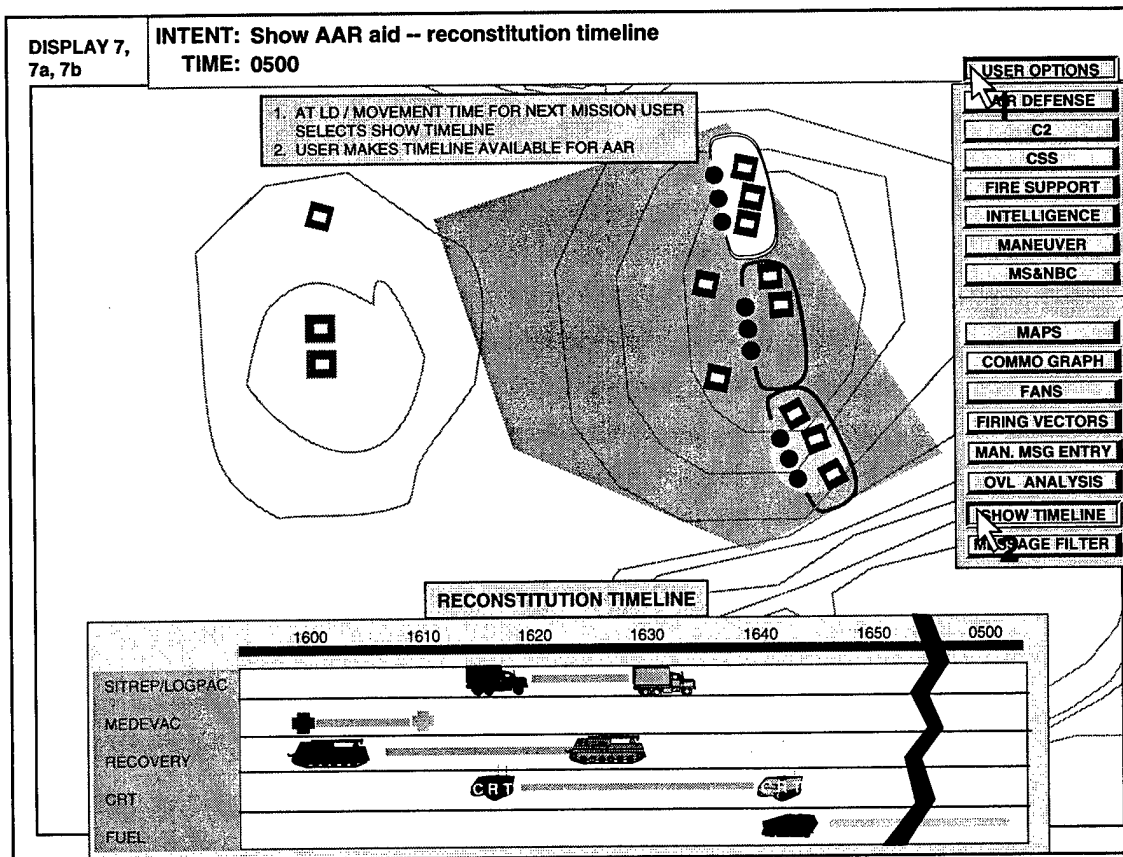 DISPLAY 7,
7a, 7b
INTENT: Show AAR aid -- reconstitution timeline
TIME: 0500
1. AT LD / MOVEMENT TIME FOR NEXT MISSION USER
SELECTS SHOW TIMELINE
2. USER MAKES TIMELINE AVAILABLE FOR AAR
USER OPTIONS
AIR DEFENSE
1
C2
CSS
FIRE SUPPORT
INTELLIGENCE
MANEUVER
MS&NBC
MAPS
COMMO GRAPH
FANS
FIRING VECTORS
MAN. MSG ENTRY
OVL ANALYSIS
SHOW TIMELINE
2
MESSAGE FILTER
RECONSTITUTION TIMELINE
1600 1610 1620 1630 1640 1650 0500
SITREP/LOGPAC
MEDEVAC
RECOVERY
CRT CRT CRT
FUEL